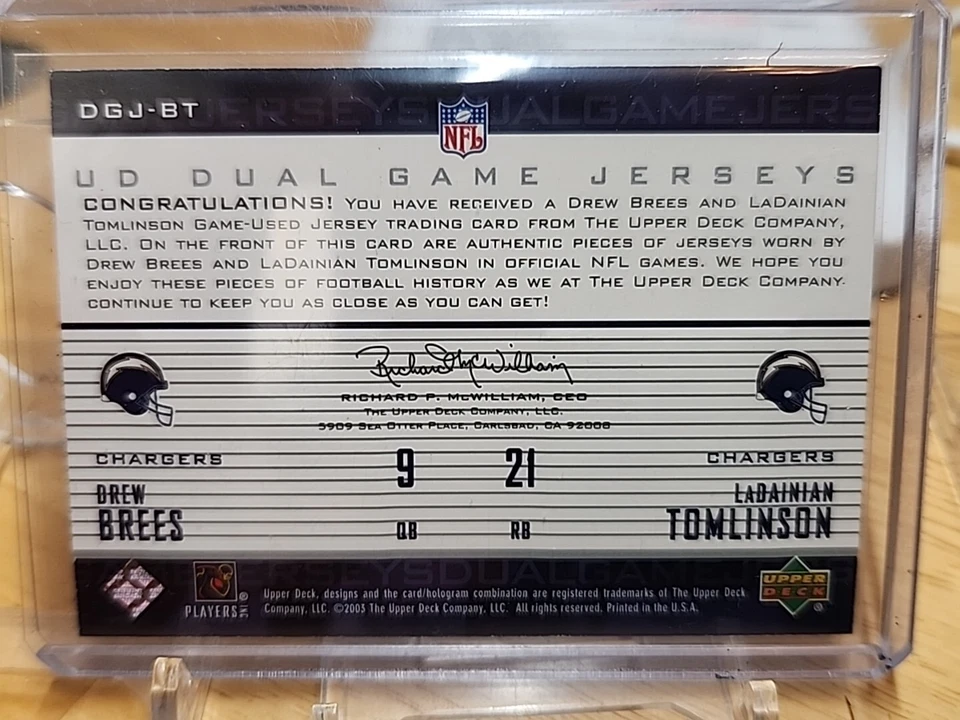 DGJ-BT
JERSEYSDUALGAMEJERS
NFL
UD DUAL GAME JERSEYS
CONGRATULATIONS! YOU HAVE RECEIVED A DREW BREES AND LADAINIAN
TOMLINSON GAME-USED JERSEY TRADING CARD FROM THE UPPER DECK COMPANY,
LLC. ON THE FRONT OF THIS CARD ARE AUTHENTIC PIECES OF JERSEYS WORN BY
DREW BREES AND LADAINIAN TOMLINSON IN OFFICIAL NFL GAMES. WE HOPE YOU
ENJOY THESE PIECES OF FOOTBALL HISTORY AS WE AT THE UPPER DECK COMPANY
CONTINUE TO KEEP YOU AS CLOSE AS YOU CAN GET!
Richard McWilliam
RICHARD P. MCWILLIAM, CEO
THE UPPER DECK COMPANY, LLC.
5909 SEA OTTER PLACE, CARLSBAD, CA 92008
CHARGERS 9 21 CHARGERS
DREW LADAINIAN
BREES QB RB TOMLINSON
ERSEYSDUALGAMEJERS
PLAYERS INC ®
Upper Deck, designs and the card/hologram combination are registered trademarks of The Upper Deck
Company, LLC. ©2003 The Upper Deck Company, LLC. All rights reserved. Printed in the U.S.A.
UPPER
DECK ®